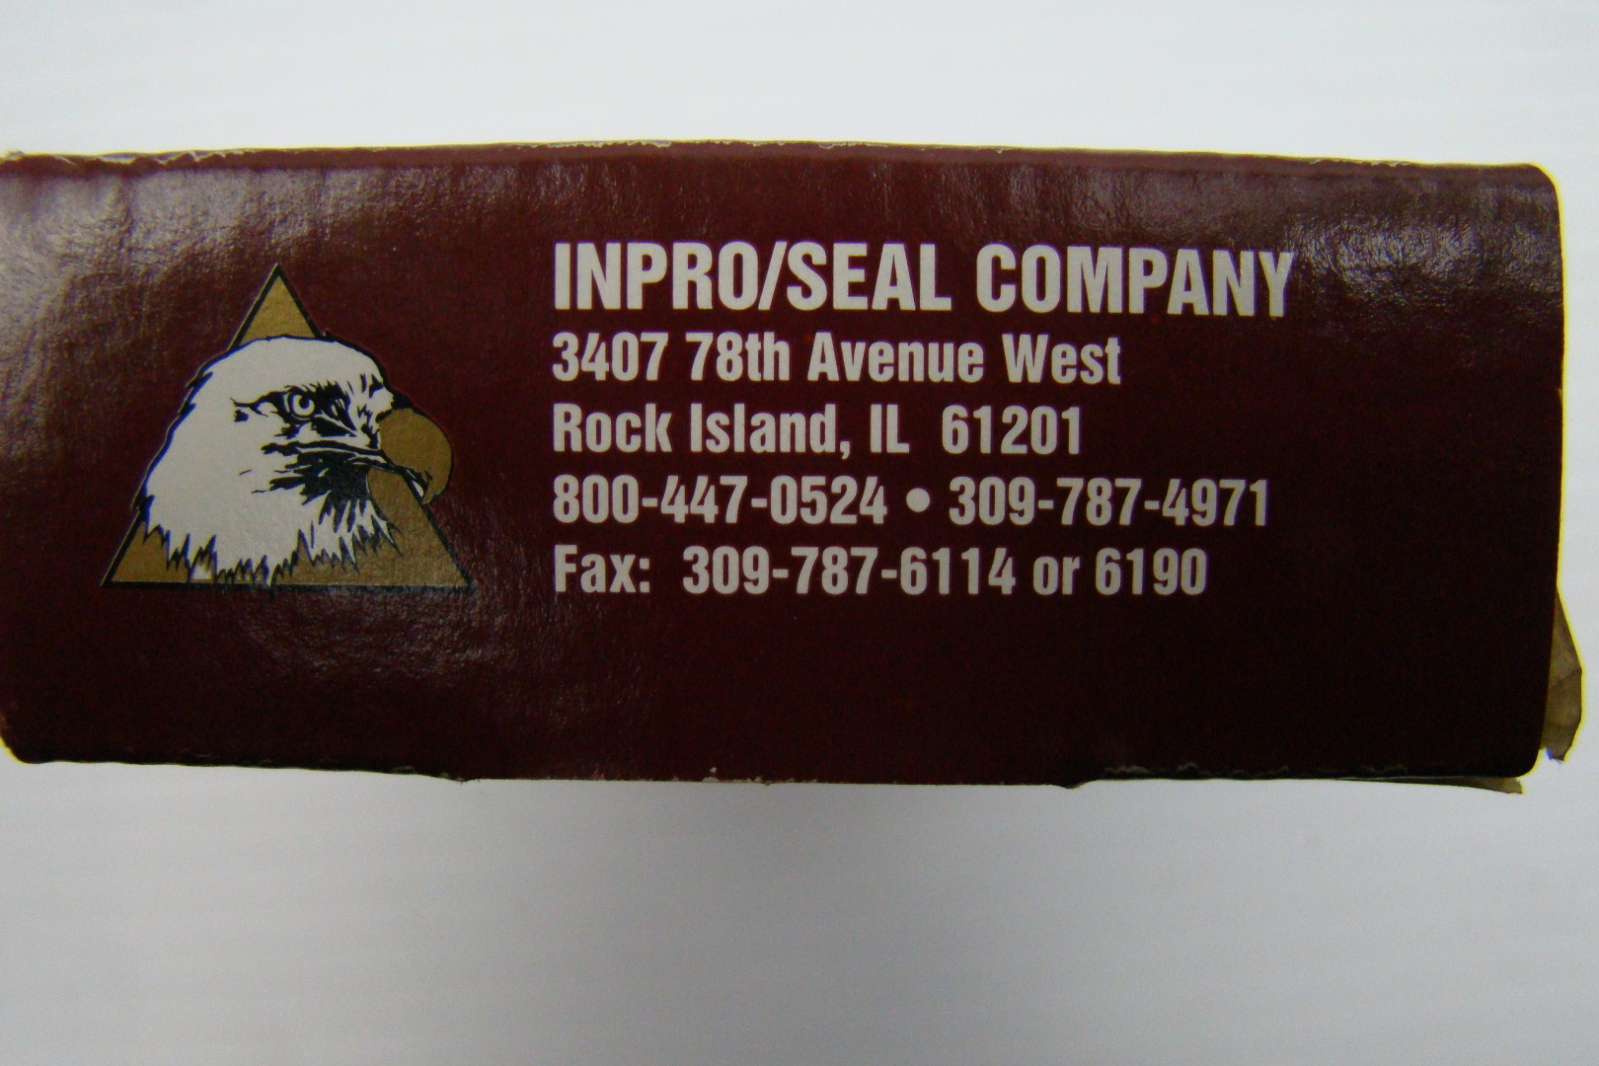 INPRO/SEAL COMPANY
3407 78th Avenue West
Rock Island, IL 61201
800-447-0524 • 309-787-4971
Fax: 309-787-6114 or 6190